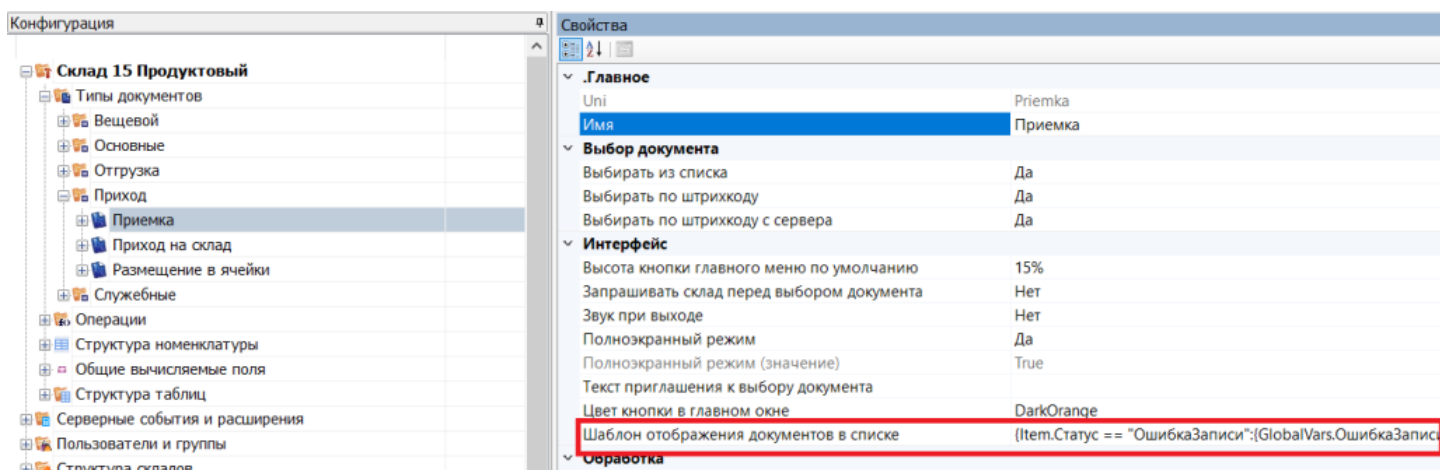 Конфигурация
Склад 15 Продуктовый
Типы документов
Вещевой
Основные
Отгрузка
Приход
Приемка
Приход на склад
Размещение в ячейки
Служебные
Операции
Структура номенклатуры
Общие вычисляемые поля
Структура таблиц
Серверные события и расширения
Пользователи и группы
Структура складов
Свойства
.Главное
Uni Priemka
Имя Приемка
Выбор документа
Выбирать из списка Да
Выбирать по штрихкоду Да
Выбирать по штрихкоду с сервера Да
Интерфейс
Высота кнопки главного меню по умолчанию 15%
Запрашивать склад перед выбором документа Нет
Звук при выходе Нет
Полноэкранный режим Да
Полноэкранный режим (значение) True
Текст приглашения к выбору документа
Цвет кнопки в главном окне DarkOrange
Шаблон отображения документов в списке {Item.Статус == "ОшибкаЗаписи":{GlobalVars.ОшибкаЗаписи
Обработка